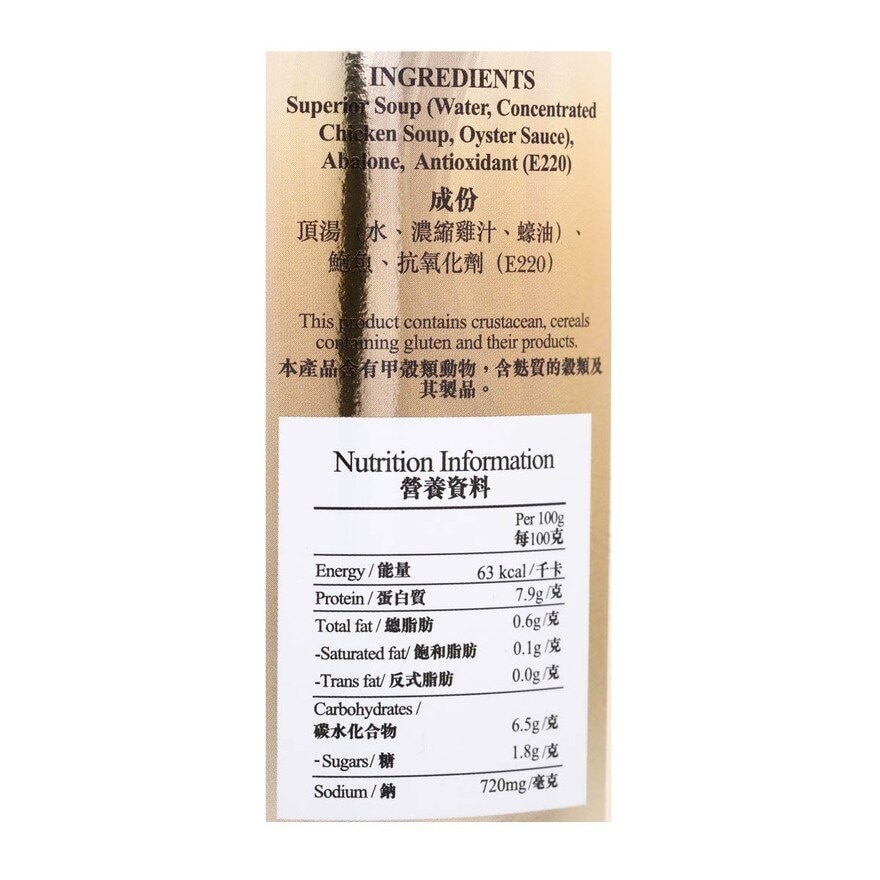 INGREDIENTS
Superior Soup (Water, Concentrated
Chicken Soup, Oyster Sauce),
Abalone, Antioxidant (E220)
成份
頂湯（水、濃縮雞汁、蠔油）、
鮑魚、抗氧化劑（E220）
This product contains crustacean, cereals
containing gluten and their products.
本產品含有甲殼類動物，含麩質的穀類及
其製品。
Nutrition Information
營養資料
Per 100g
每100克
Energy / 能量 63 kcal/千卡
Protein / 蛋白質 7.9g/克
Total fat / 總脂肪 0.6g/克
-Saturated fat/ 飽和脂肪 0.1g/克
-Trans fat/ 反式脂肪 0.0g/克
Carbohydrates /
碳水化合物 6.5g/克
-Sugars/ 糖 1.8g/克
Sodium / 鈉 720mg/毫克